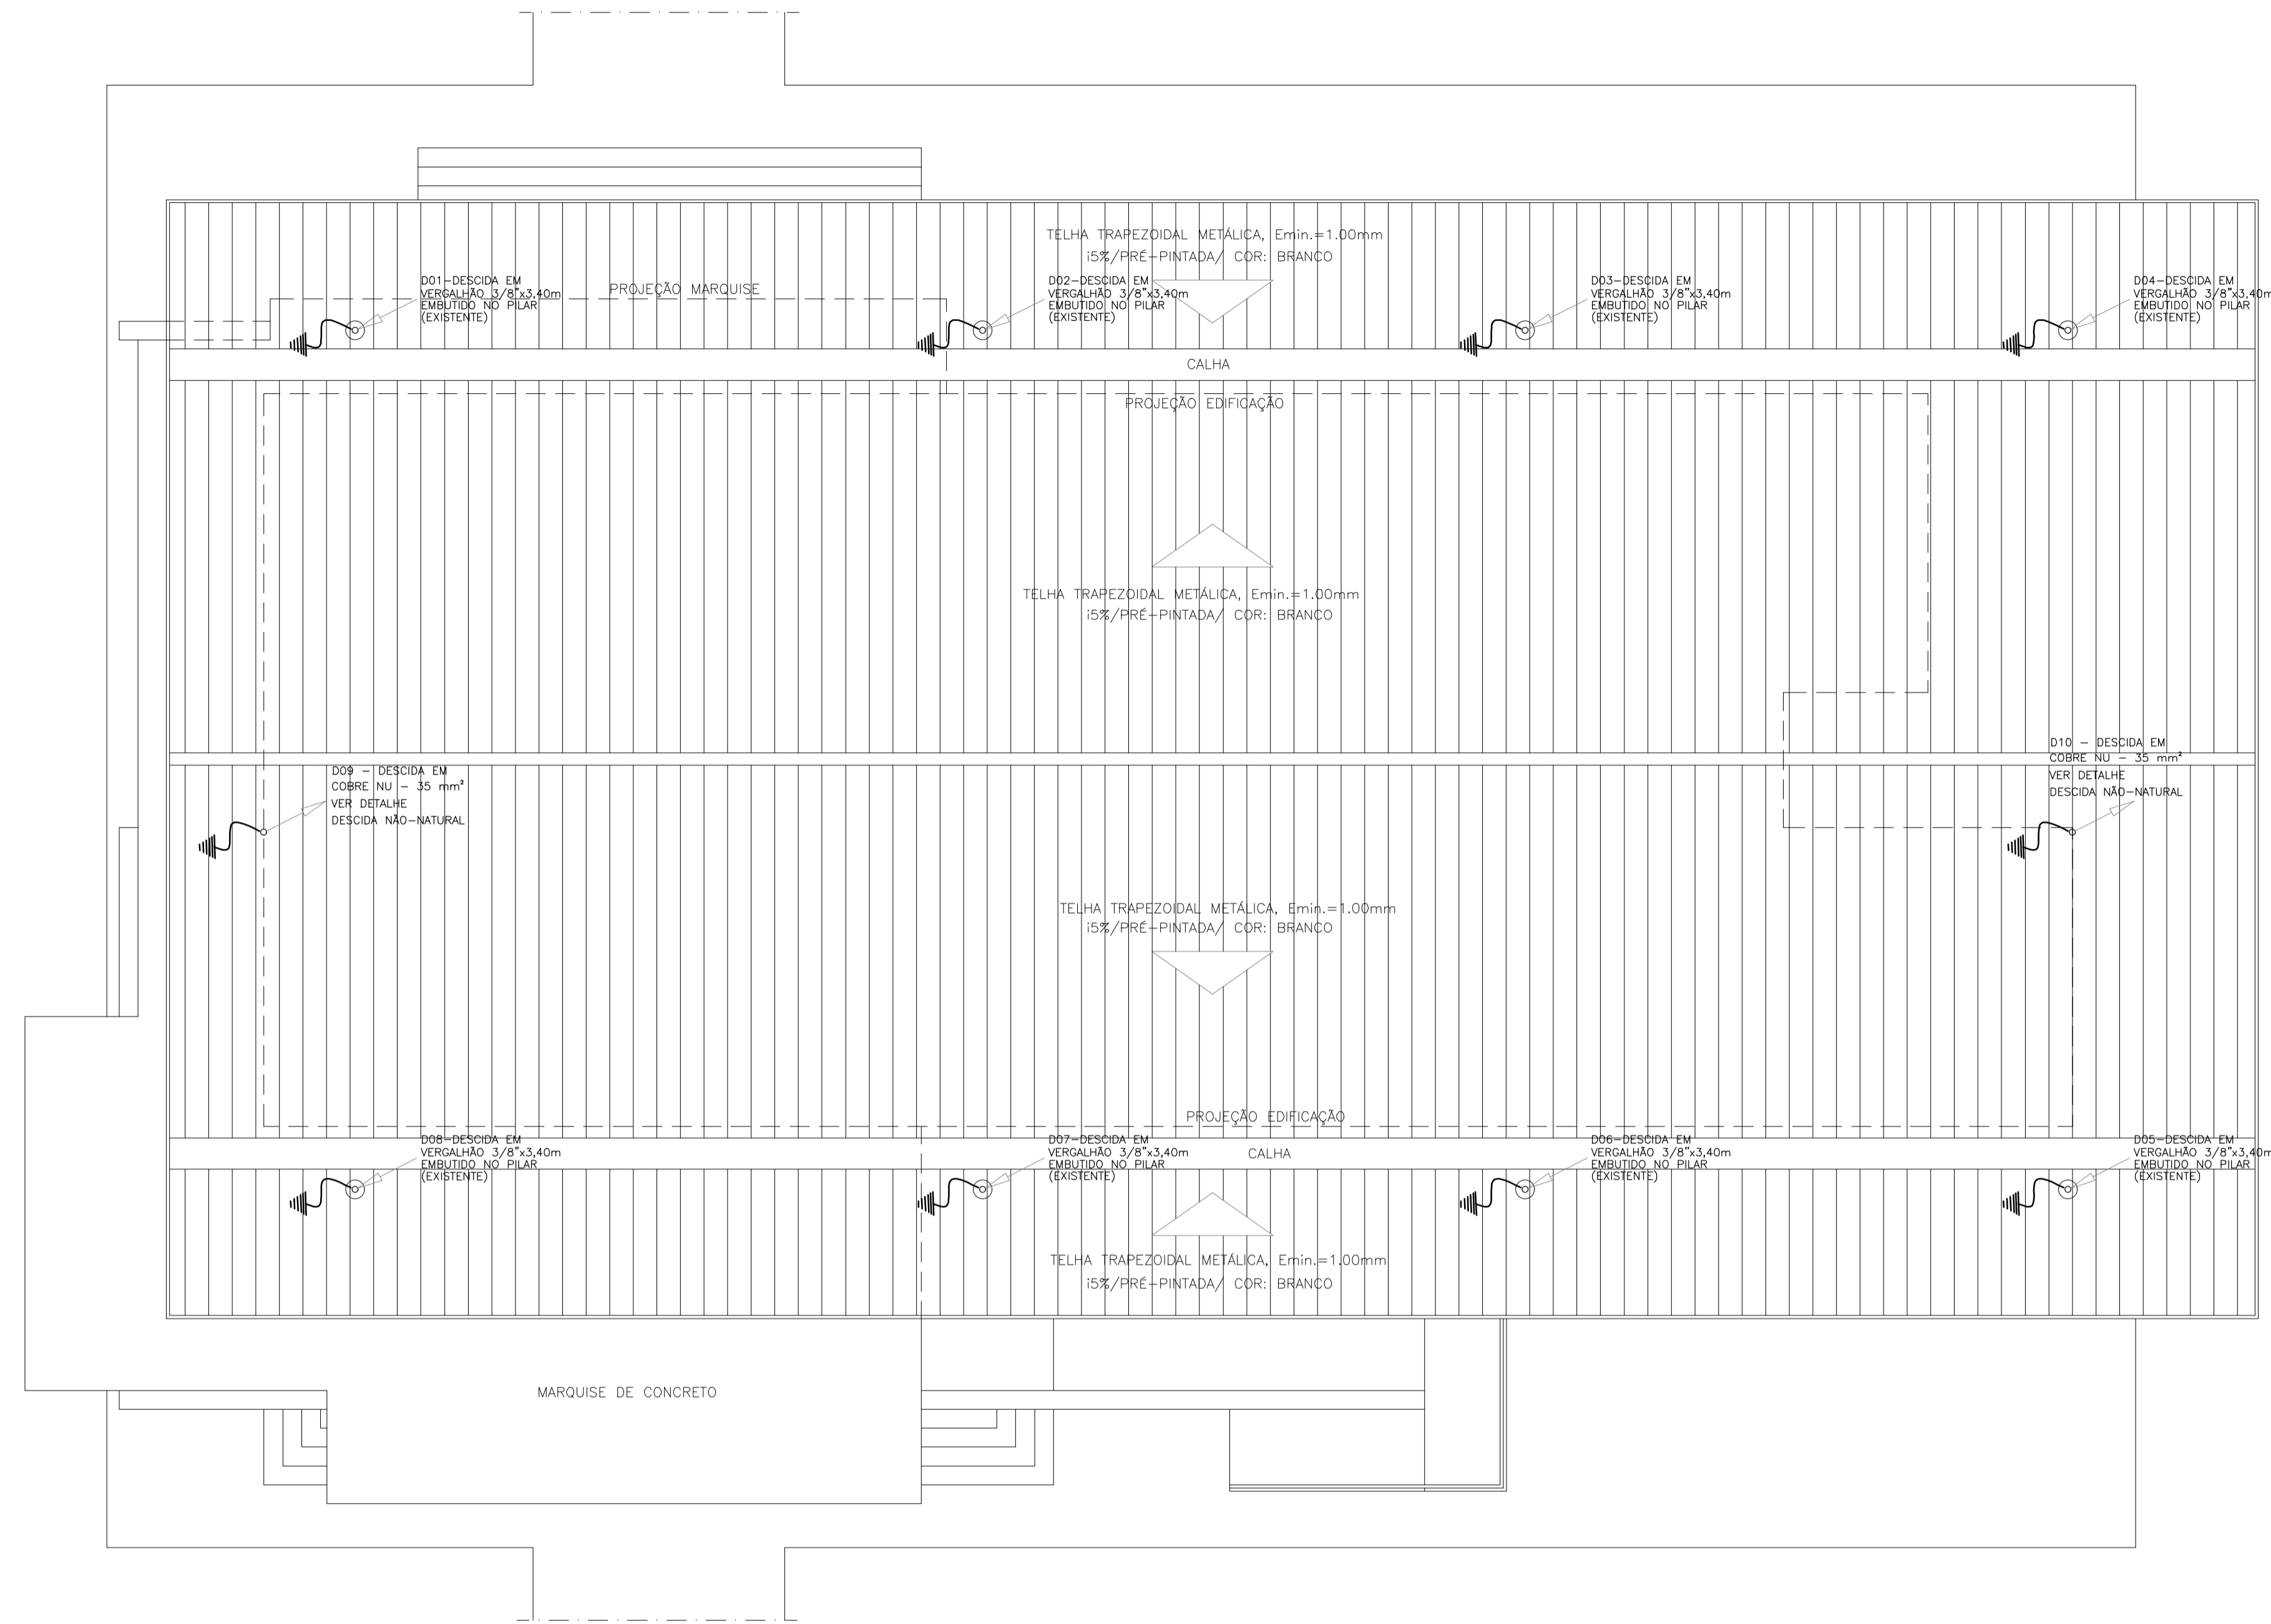 TELHA TRAPEZOIDAL METÁLICA, Emin.=1.00mm
i5%/PRÉ-PINTADA/ COR: BRANCO
D01-DESCIDA EM
VERGALHÃO 3/8"x3,40m
EMBUTIDO NO PILAR
(EXISTENTE)
PROJEÇÃO MARQUISE
D02-DESCIDA EM
VERGALHÃO 3/8"x3,40m
EMBUTIDO NO PILAR
(EXISTENTE)
D03-DESCIDA EM
VERGALHÃO 3/8"x3,40m
EMBUTIDO NO PILAR
(EXISTENTE)
D04-DESCIDA EM
VERGALHÃO 3/8"x3,40m
EMBUTIDO NO PILAR
(EXISTENTE)
CALHA
PROJEÇÃO EDIFICAÇÃO
TELHA TRAPEZOIDAL METÁLICA, Emin.=1.00mm
i5%/PRÉ-PINTADA/ COR: BRANCO
D09 - DESCIDA EM
COBRE NU - 35 mm²
VER DETALHE
DESCIDA NÃO-NATURAL
D10 - DESCIDA EM
COBRE NU - 35 mm²
VER DETALHE
DESCIDA NÃO-NATURAL
TELHA TRAPEZOIDAL METÁLICA, Emin.=1.00mm
i5%/PRÉ-PINTADA/ COR: BRANCO
PROJEÇÃO EDIFICAÇÃO
D08-DESCIDA EM
VERGALHÃO 3/8"x3,40m
EMBUTIDO NO PILAR
(EXISTENTE)
D07-DESCIDA EM
VERGALHÃO 3/8"x3,40m
EMBUTIDO NO PILAR
(EXISTENTE)
CALHA
D06-DESCIDA EM
VERGALHÃO 3/8"x3,40m
EMBUTIDO NO PILAR
(EXISTENTE)
D05-DESCIDA EM
VERGALHÃO 3/8"x3,40m
EMBUTIDO NO PILAR
(EXISTENTE)
TELHA TRAPEZOIDAL METÁLICA, Emin.=1.00mm
i5%/PRÉ-PINTADA/ COR: BRANCO
MARQUISE DE CONCRETO